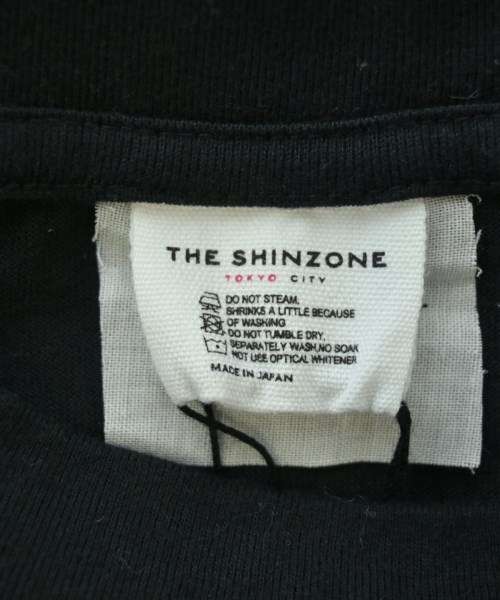 THE SHINZONE
TOKYO CITY
DO NOT STEAM.
SHRINKS A LITTLE BECAUSE
OF WASHING
DO NOT TUMBLE DRY,
SEPARATELY WASH,NO SOAK
NOT USE OPTICAL WHITENER
MADE IN JAPAN